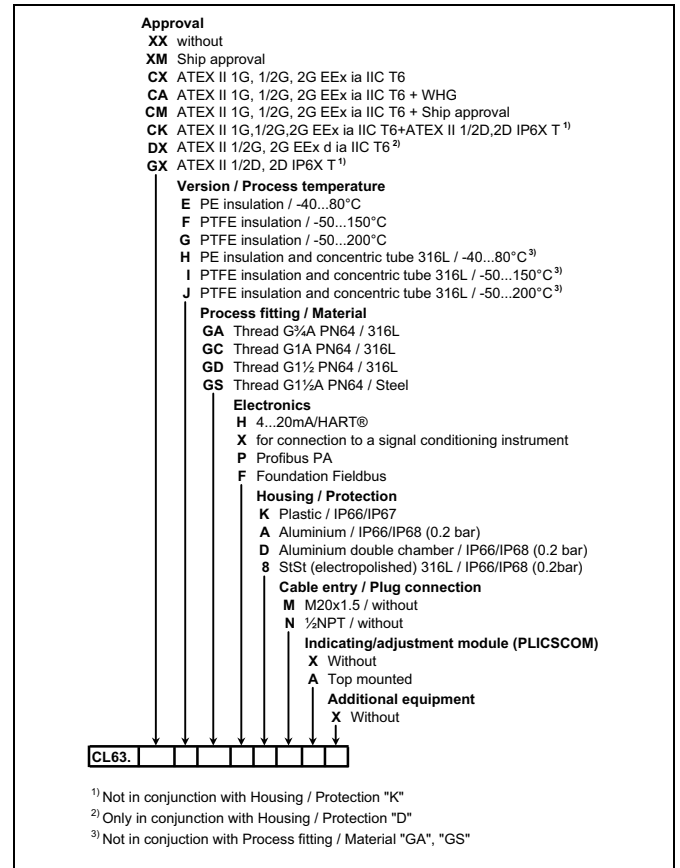 Approval
XX without
XM Ship approval
CX ATEX II 1G, 1/2G, 2G EEx ia IIC T6
CA ATEX II 1G, 1/2G, 2G EEx ia IIC T6 + WHG
CM ATEX II 1G, 1/2G, 2G EEx ia IIC T6 + Ship approval
CK ATEX II 1G,1/2G,2G EEx ia IIC T6+ATEX II 1/2D,2D IP6X T 1)
DX ATEX II 1/2G, 2G EEx d ia IIC T6 2)
GX ATEX II 1/2D, 2D IP6X T 1)
Version / Process temperature
E PE insulation / -40...80°C
F PTFE insulation / -50...150°C
G PTFE insulation / -50...200°C
H PE insulation and concentric tube 316L / -40...80°C 3)
I PTFE insulation and concentric tube 316L / -50...150°C 3)
J PTFE insulation and concentric tube 316L / -50...200°C 3)
Process fitting / Material
GA Thread G¾A PN64 / 316L
GC Thread G1A PN64 / 316L
GD Thread G1½ PN64 / 316L
GS Thread G1½A PN64 / Steel
Electronics
H 4...20mA/HART®
X for connection to a signal conditioning instrument
P Profibus PA
F Foundation Fieldbus
Housing / Protection
K Plastic / IP66/IP67
A Aluminium / IP66/IP68 (0.2 bar)
D Aluminium double chamber / IP66/IP68 (0.2 bar)
8 StSt (electropolished) 316L / IP66/IP68 (0.2bar)
Cable entry / Plug connection
M M20x1.5 / without
N ½NPT / without
Indicating/adjustment module (PLICSCOM)
X Without
A Top mounted
Additional equipment
X Without
CL63.
1) Not in conjunction with Housing / Protection "K"
2) Only in conjunction with Housing / Protection "D"
3) Not in conjuction with Process fitting / Material "GA", "GS"